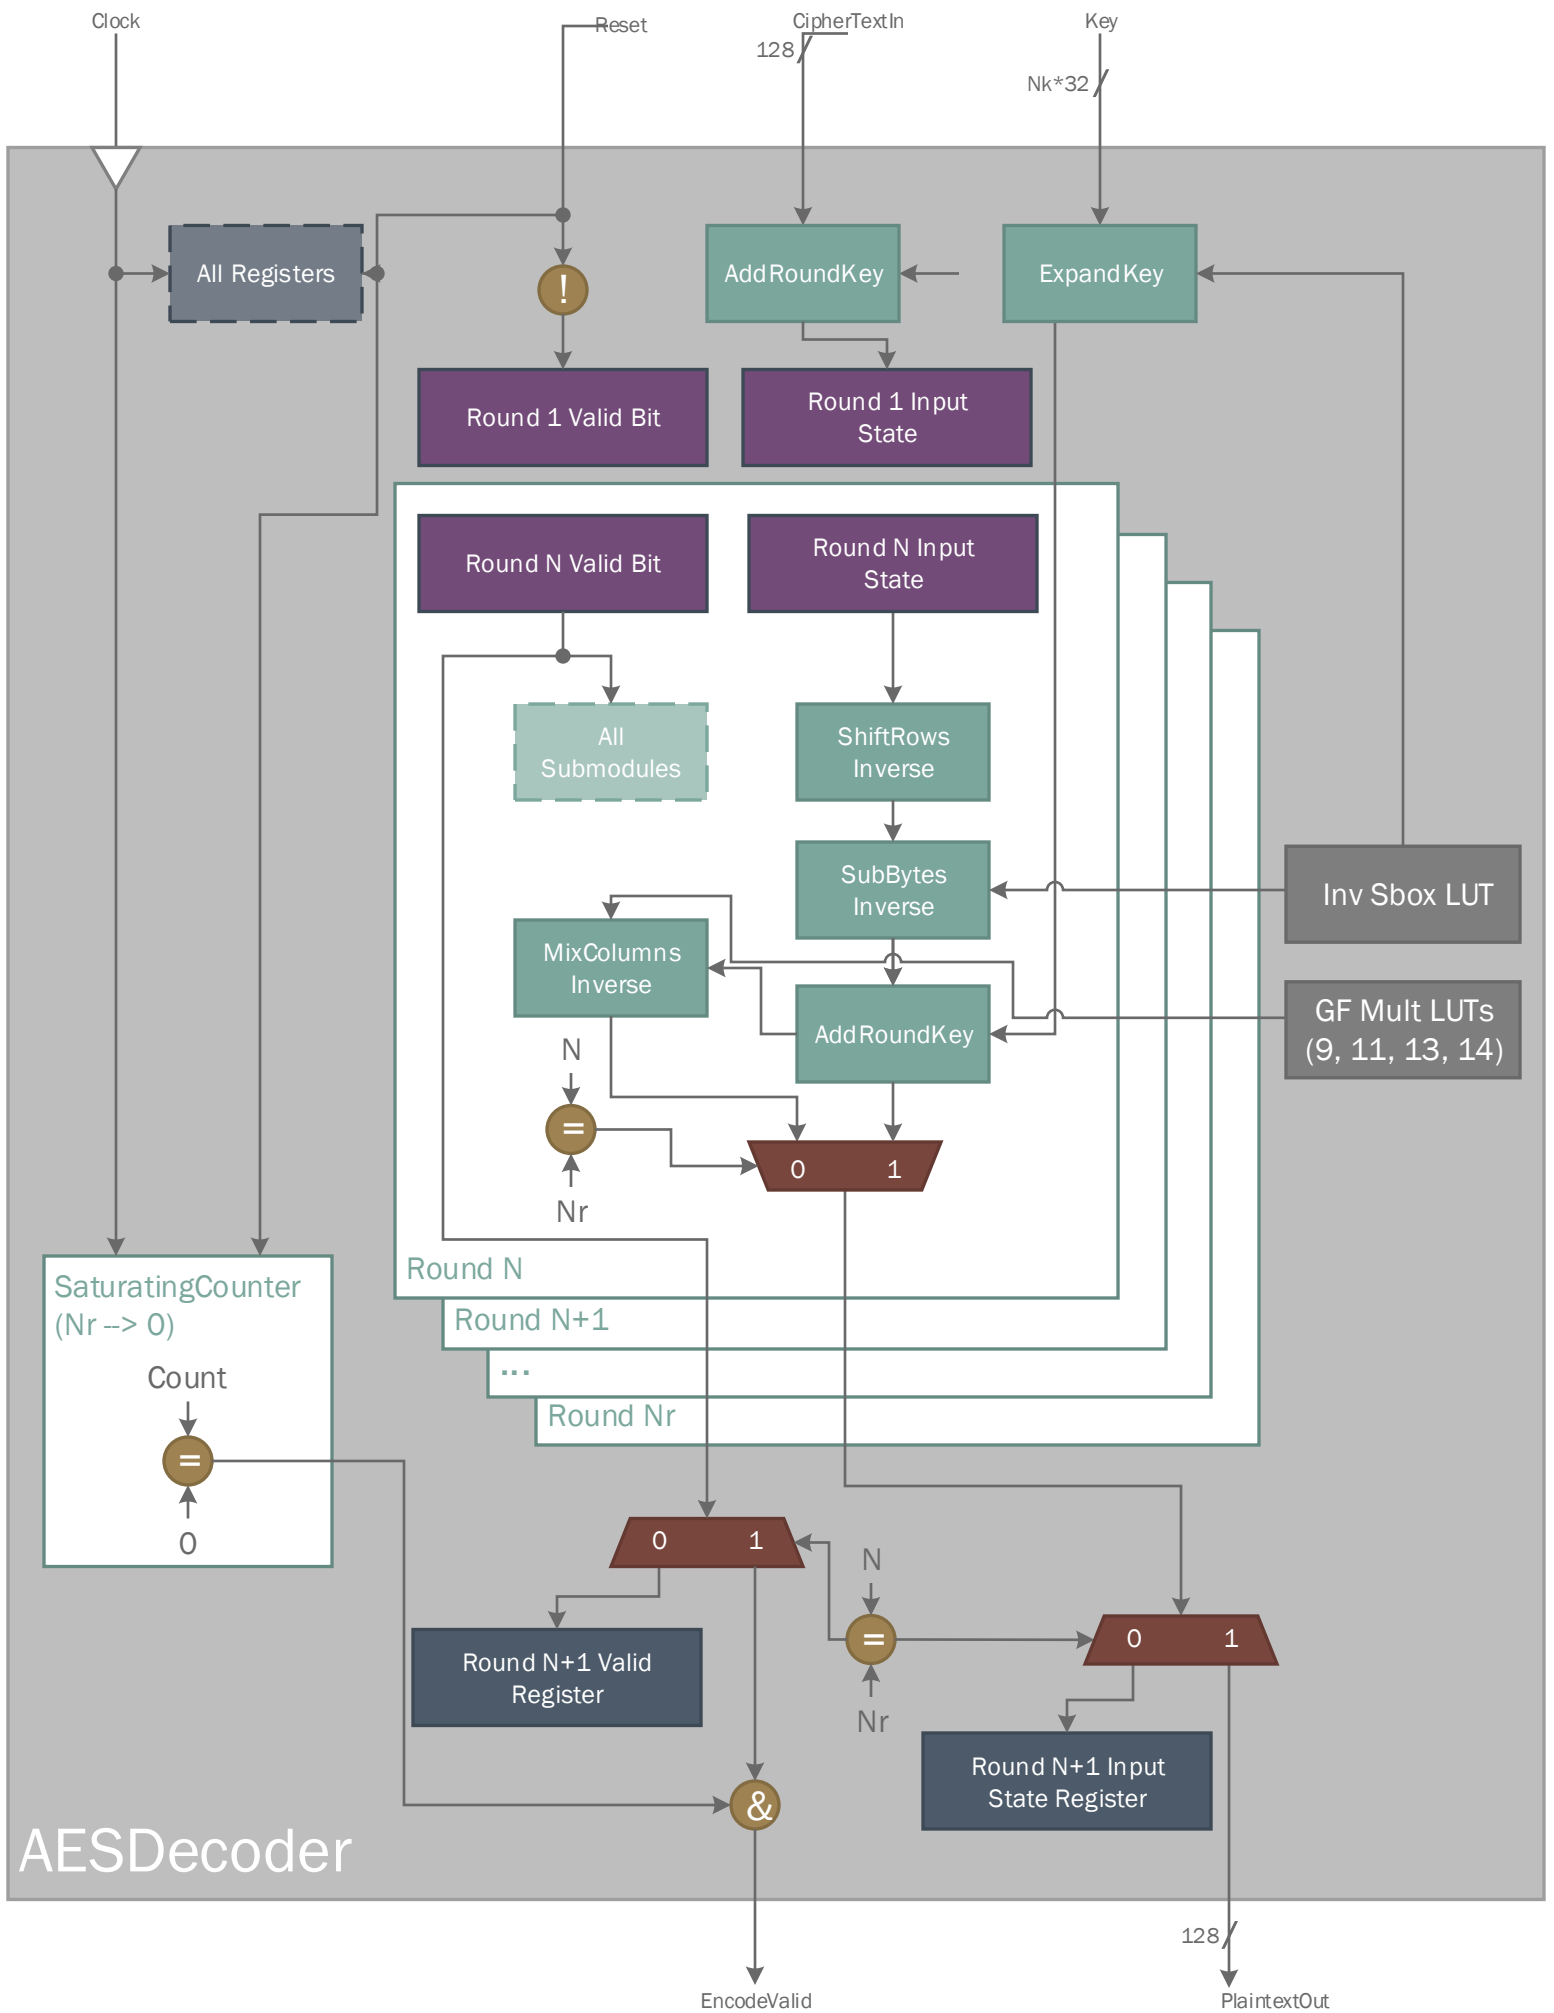 Clock
Reset
CipherTextIn
Key
128
Nk*32
All Registers
!
AddRoundKey
ExpandKey
Round 1 Valid Bit
Round 1 Input
State
Round N Valid Bit
Round N Input
State
All
Submodules
ShiftRows
Inverse
SubBytes
Inverse
Inv Sbox LUT
MixColumns
Inverse
AddRoundKey
GF Mult LUTs
(9, 11, 13, 14)
N
=
Nr
0 1
Round N
Round N+1
...
Round Nr
SaturatingCounter
(Nr --> 0)
Count
=
0
0 1
N
=
Nr
0 1
Round N+1 Valid
Register
Round N+1 Input
State Register
&
AESDecoder
128
EncodeValid
PlaintextOut